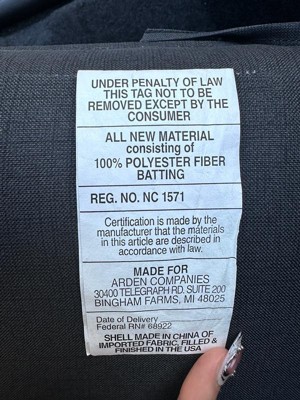 UNDER PENALTY OF LAW
THIS TAG NOT TO BE
REMOVED EXCEPT BY THE
CONSUMER
ALL NEW MATERIAL
consisting of
100% POLYESTER FIBER
BATTING
REG. NO. NC 1571
Certification is made by the
manufacturer that the materials
in this article are described in
accordance with law.
MADE FOR
ARDEN COMPANIES
30400 TELEGRAPH RD. SUITE 200
BINGHAM FARMS, MI 48025
Date of Delivery
Federal RN# 68922
SHELL MADE IN CHINA OF
IMPORTED FABRIC, FILLED &
FINISHED IN THE USA